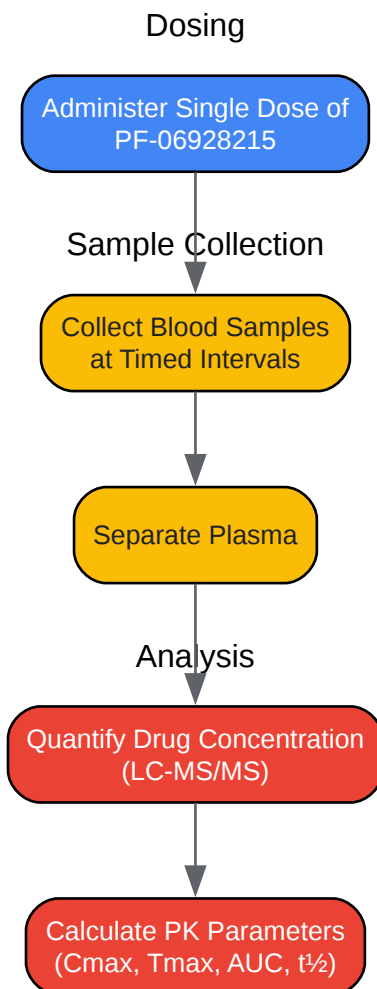 Dosing
Administer Single Dose of
PF-06928215
Sample Collection
Collect Blood Samples
at Timed Intervals
Separate Plasma
Analysis
Quantify Drug Concentration
(LC-MS/MS)
Calculate PK Parameters
(Cmax, Tmax, AUC, t½)